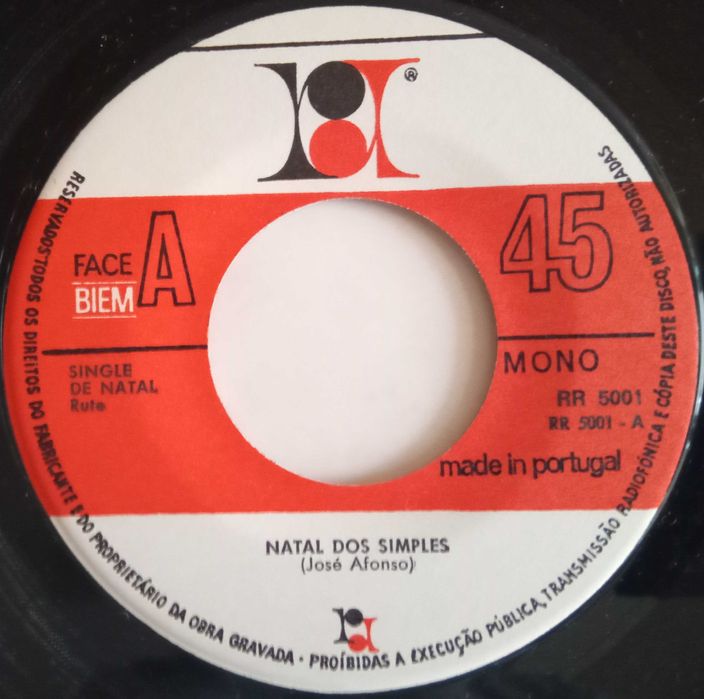 ®
FACE A
BIEM
45
SINGLE
DE NATAL
Rute
MONO
RR 5001
RR 5001 - A
made in portugal
NATAL DOS SIMPLES
(José Afonso)
RESERVADOS TODOS OS DIREITOS DO FABRICANTE E DO PROPRIETÁRIO DA OBRA GRAVADA · PROÍBIDAS A EXECUÇÃO PÚBLICA, TRANSMISSÃO RADIOFÓNICA E CÓPIA DESTE DISCO, NÃO AUTORIZADAS